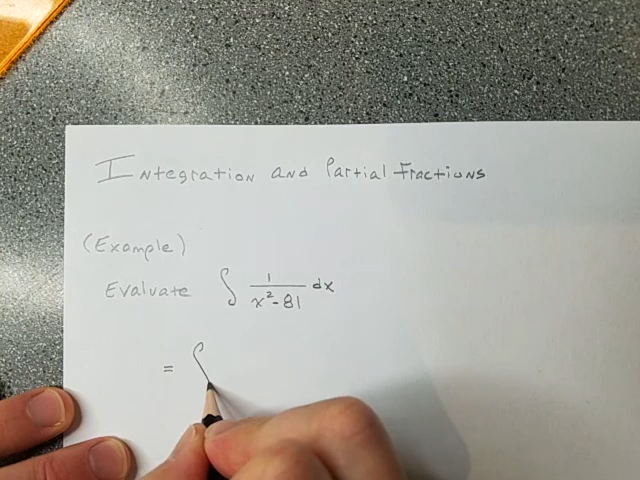 Integration and Partial Fractions
(Example)
Evaluate ∫ 1/(x²-81) dx
= ∫